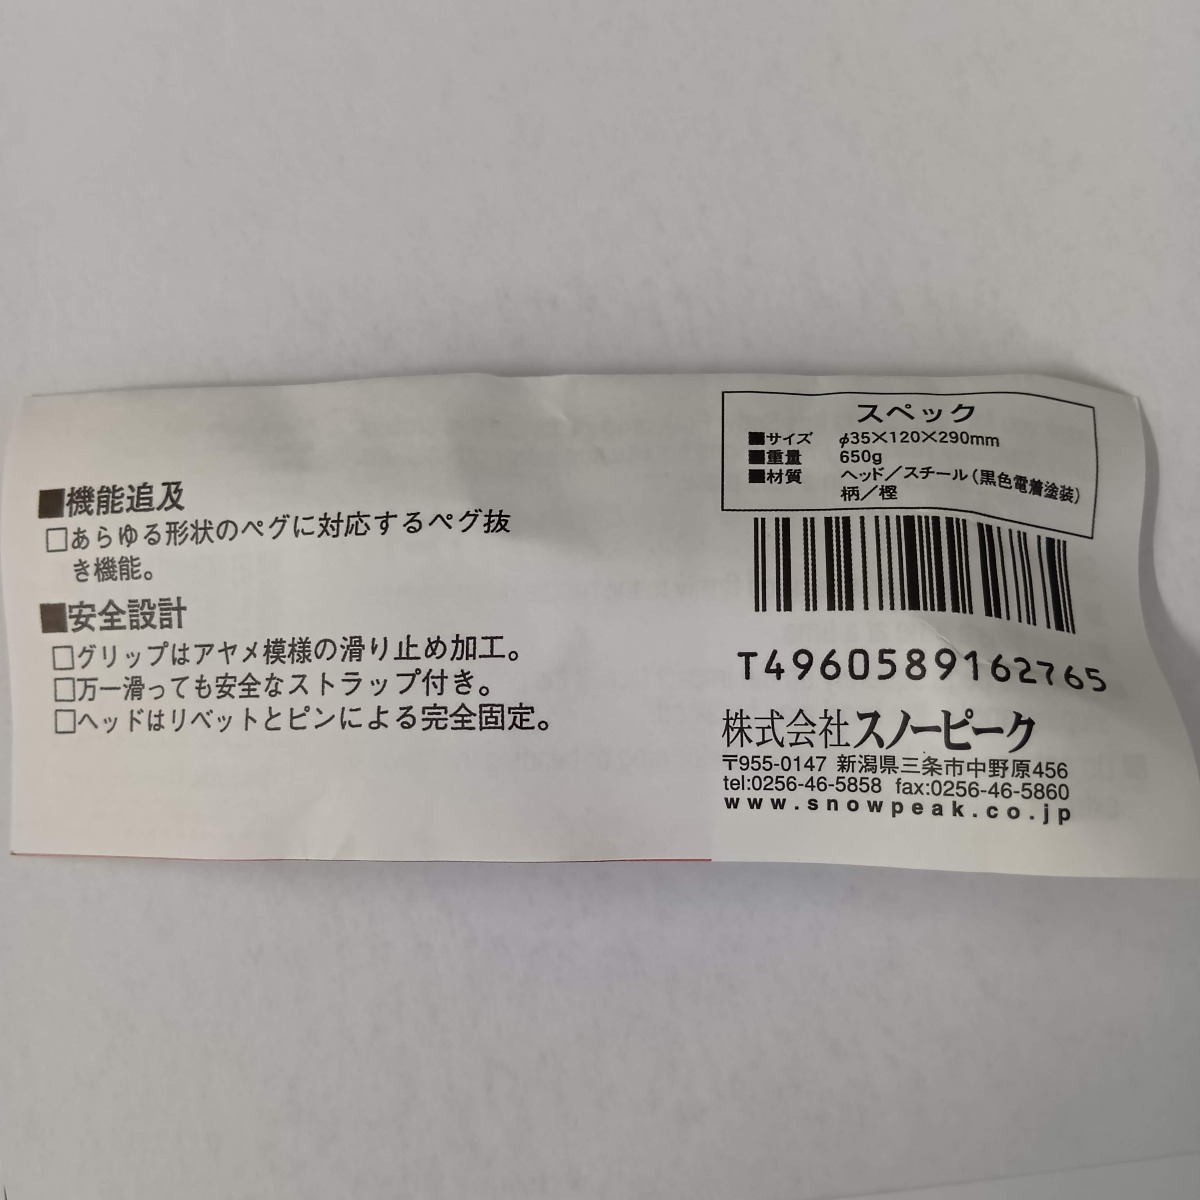 ■機能追及
□あらゆる形状のペグに対応するペグ抜
き機能。
■安全設計
□グリップはアヤメ模様の滑り止め加工。
□万一滑っても安全なストラップ付き。
□ヘッドはリベットとピンによる完全固定。
スペック
■サイズ φ35×120×290mm
■重量 650g
■材質 ヘッド／スチール(黒色電着塗装)
柄／樫
T4960589162765
株式会社スノーピーク
〒955-0147 新潟県三条市中野原456
tel:0256-46-5858 fax:0256-46-5860
www.snowpeak.co.jp